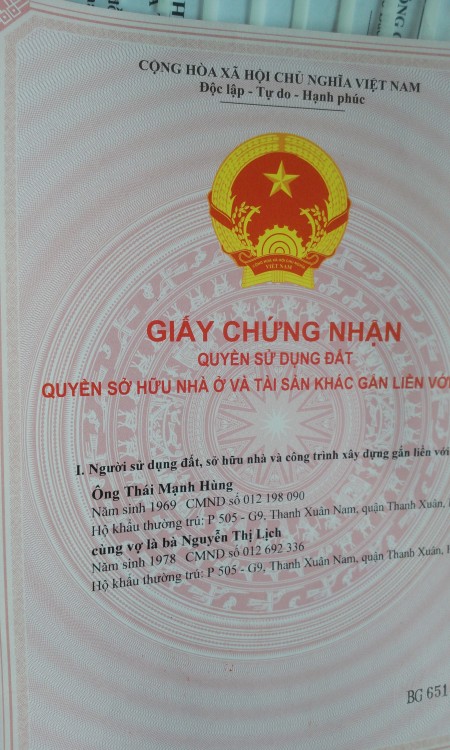 CỘNG HÒA XÃ HỘI CHỦ NGHĨA VIỆT NAM
Độc lập - Tự do - Hạnh phúc
VIỆT NAM
GIẤY CHỨNG NHẬN
QUYỀN SỬ DỤNG ĐẤT
QUYỀN SỞ HỮU NHÀ Ở VÀ TÀI SẢN KHÁC GẮN LIỀN VỚI
I. Người sử dụng đất, sở hữu nhà và công trình xây dựng gắn liền với
Ông Thái Mạnh Hùng
Năm sinh 1969 CMND số 012 198 090
Hộ khẩu thường trú: P 505 - G9, Thanh Xuân Nam, quận Thanh Xuân,
cùng vợ là bà Nguyễn Thị Lịch
Năm sinh 1978 CMND số 012 692 336
Hộ khẩu thường trú: P 505 - G9, Thanh Xuân Nam, quận Thanh Xuân,
BG 651